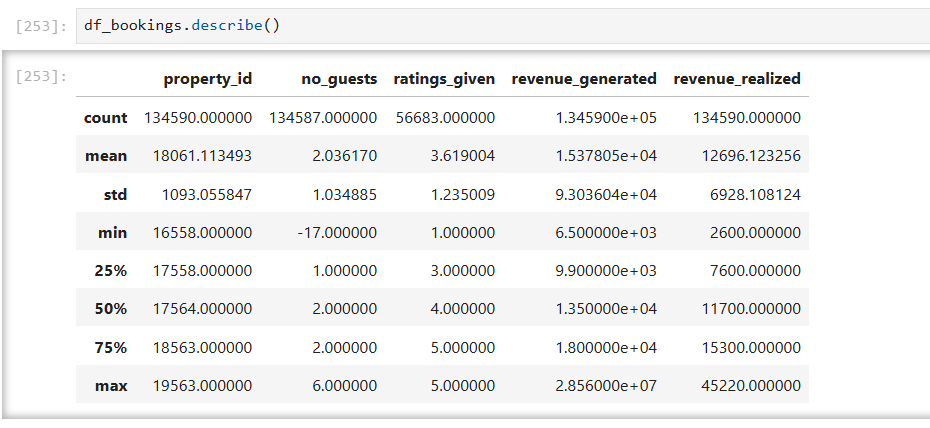 [253]: df_bookings.describe()
[253]:
property_id no_guests ratings_given revenue_generated revenue_realized
count 134590.000000 134587.000000 56683.000000 1.345900e+05 134590.000000
mean 18061.113493 2.036170 3.619004 1.537805e+04 12696.123256
std 1093.055847 1.034885 1.235009 9.303604e+04 6928.108124
min 16558.000000 -17.000000 1.000000 6.500000e+03 2600.000000
25% 17558.000000 1.000000 3.000000 9.900000e+03 7600.000000
50% 17564.000000 2.000000 4.000000 1.350000e+04 11700.000000
75% 18563.000000 2.000000 5.000000 1.800000e+04 15300.000000
max 19563.000000 6.000000 5.000000 2.856000e+07 45220.000000